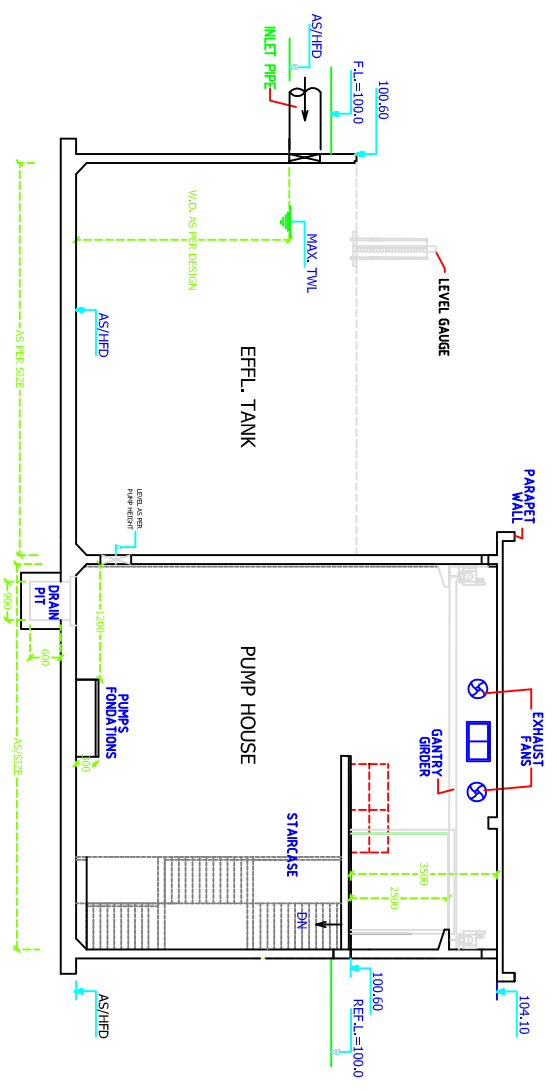 104.10
EXHAUST
FANS
PARAPET
WALL
GANTRY
GIRDER
LEVEL GAUGE
3500
2500
100.60
100.60
F.L.=100.0
REF.L.=100.0
AS/HFD
INLET PIPE
MAX. TWL
STAIRCASE
DN
EFFL. TANK
PUMP HOUSE
W.D. AS PER DESIGN
LEVEL AS PER
PUMP HEIGHT
1200
PUMPS
FONDATIONS
AS/HFD
AS/HFD
DRAIN
PIT
600
900
AS PER SIZE
AS/SIZE